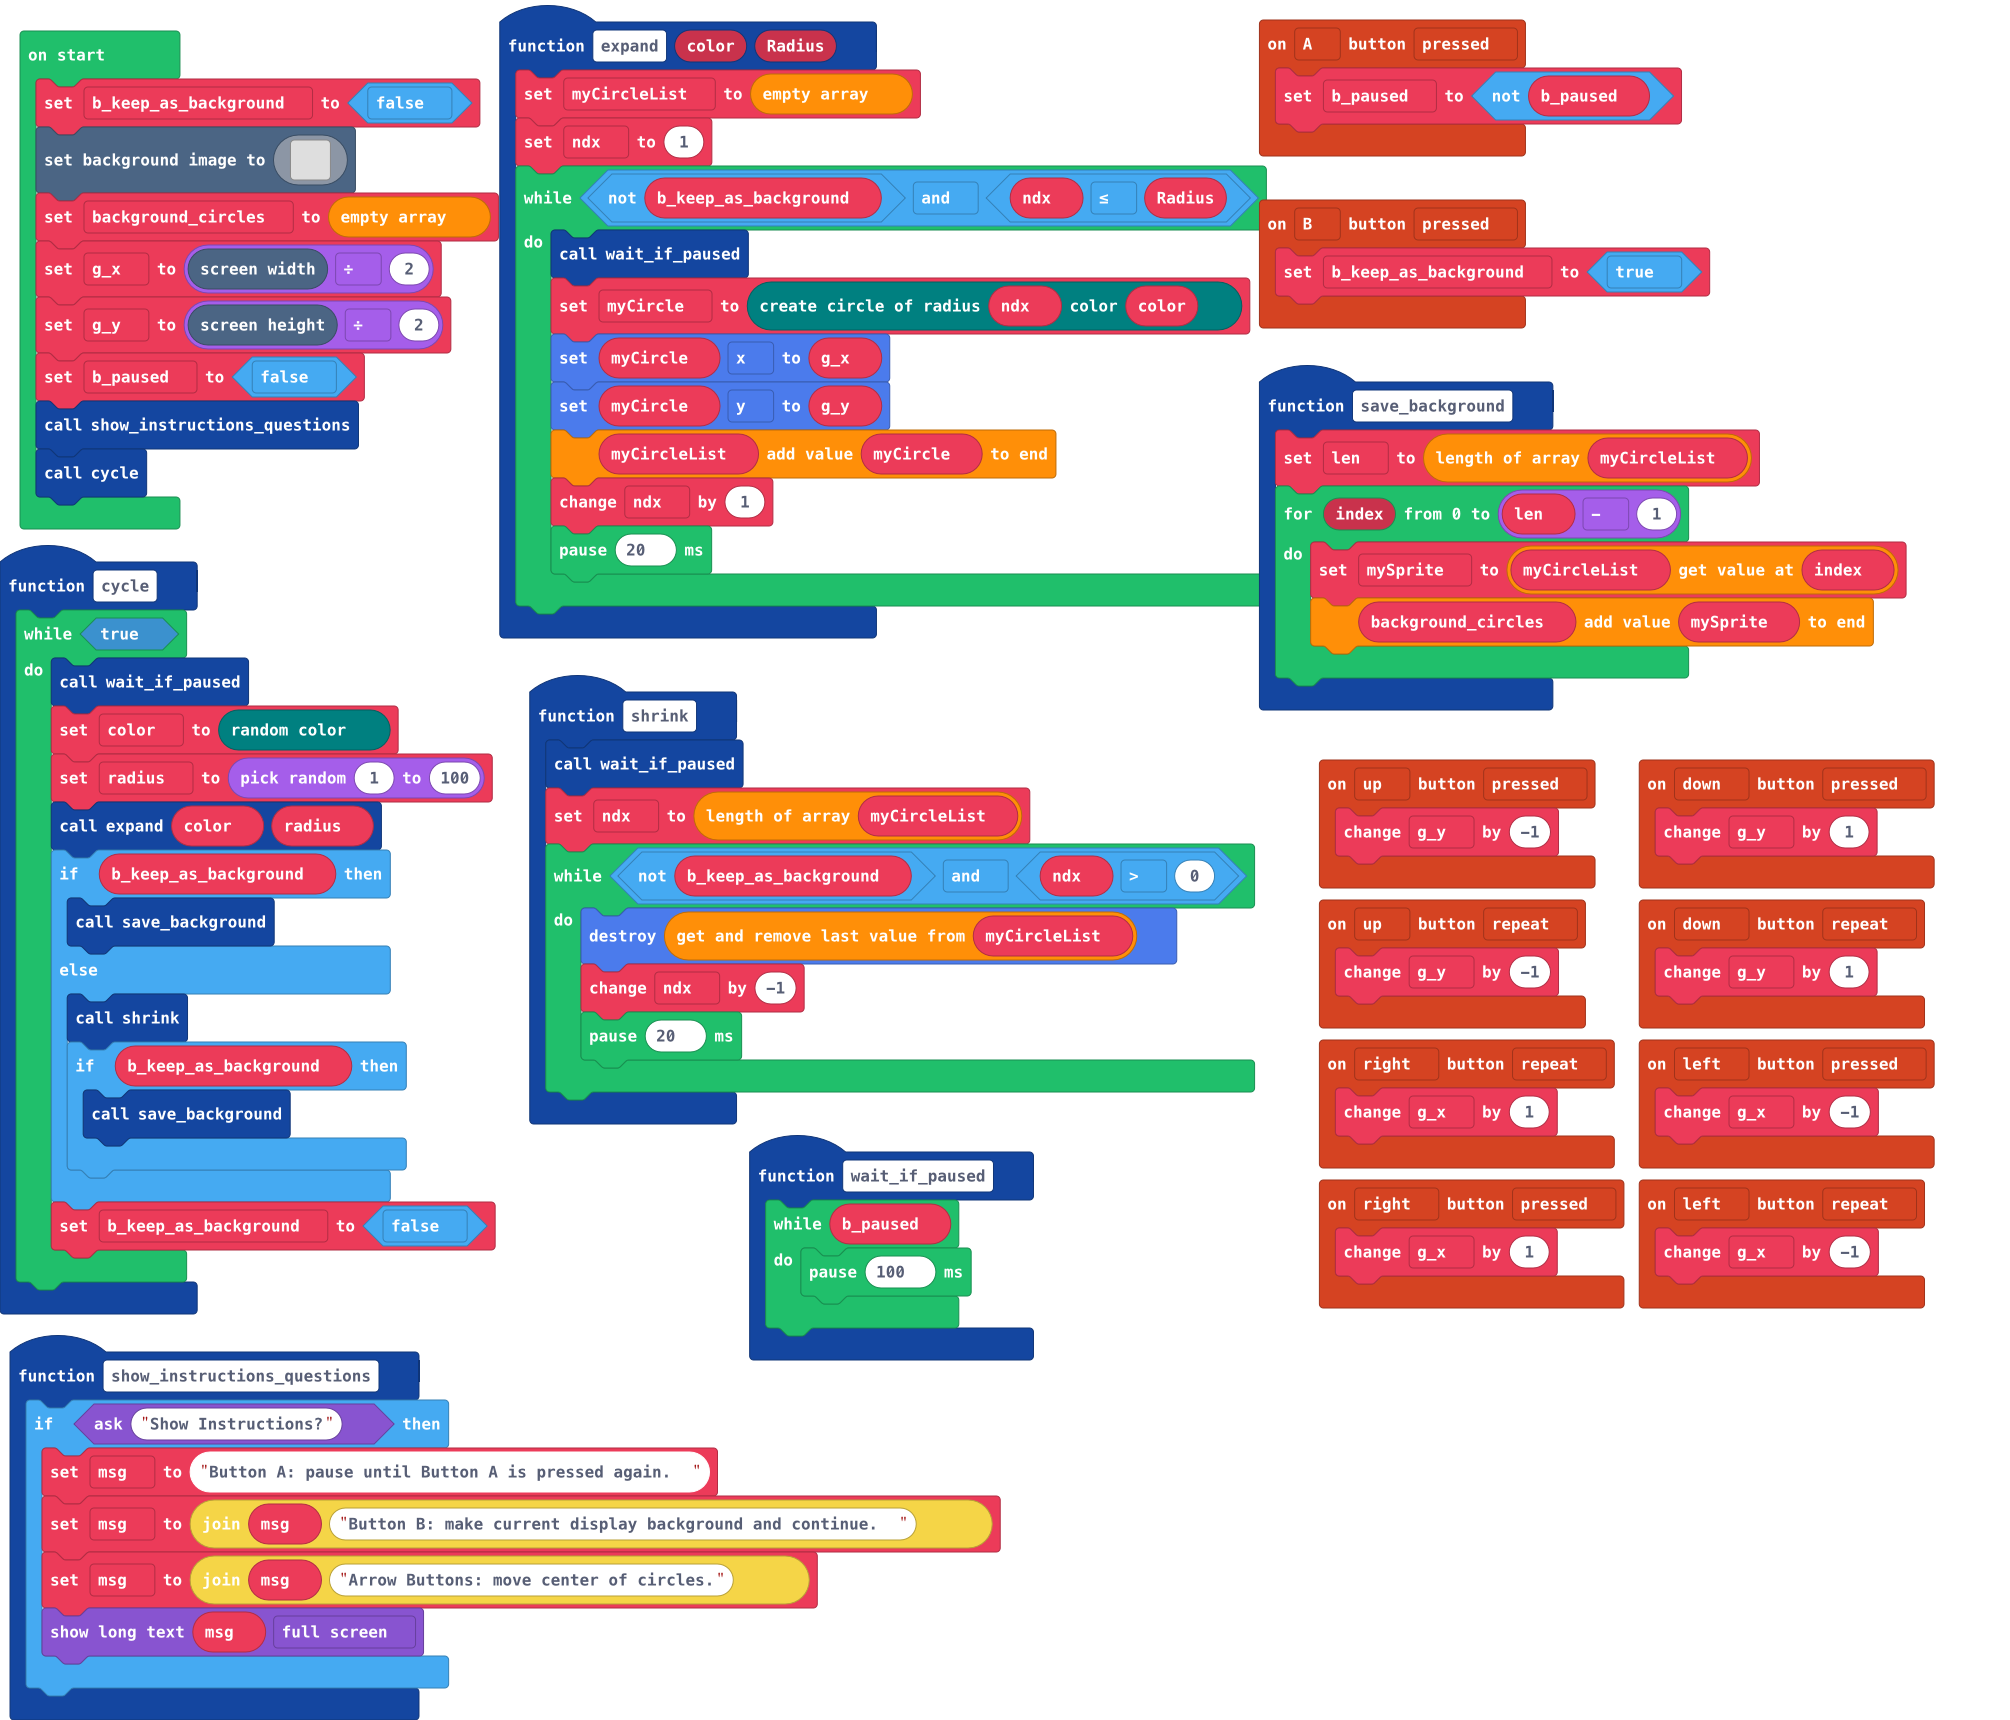 on start
set b_keep_as_background to false
set background image to
set background_circles to empty array
set g_x to screen width ÷ 2
set g_y to screen height ÷ 2
set b_paused to false
call show_instructions_questions
call cycle
function cycle
while true
do
call wait_if_paused
set color to random color
set radius to pick random 1 to 100
call expand color radius
if b_keep_as_background then
call save_background
else
call shrink
if b_keep_as_background then
call save_background
set b_keep_as_background to false
function show_instructions_questions
if ask "Show Instructions?" then
set msg to "Button A: pause until Button A is pressed again. "
set msg to join msg "Button B: make current display background and continue. "
set msg to join msg "Arrow Buttons: move center of circles."
show long text msg full screen
function expand color Radius
set myCircleList to empty array
set ndx to 1
while not b_keep_as_background and ndx ≤ Radius
do
call wait_if_paused
set myCircle to create circle of radius ndx color color
set myCircle x to g_x
set myCircle y to g_y
myCircleList add value myCircle to end
change ndx by 1
pause 20 ms
function shrink
call wait_if_paused
set ndx to length of array myCircleList
while not b_keep_as_background and ndx > 0
do
destroy get and remove last value from myCircleList
change ndx by −1
pause 20 ms
function wait_if_paused
while b_paused
do
pause 100 ms
on A button pressed
set b_paused to not b_paused
on B button pressed
set b_keep_as_background to true
function save_background
set len to length of array myCircleList
for index from 0 to len − 1
do
set mySprite to myCircleList get value at index
background_circles add value mySprite to end
on up button pressed
change g_y by −1
on down button pressed
change g_y by 1
on up button repeat
change g_y by −1
on down button repeat
change g_y by 1
on right button repeat
change g_x by 1
on left button pressed
change g_x by −1
on right button pressed
change g_x by 1
on left button repeat
change g_x by −1